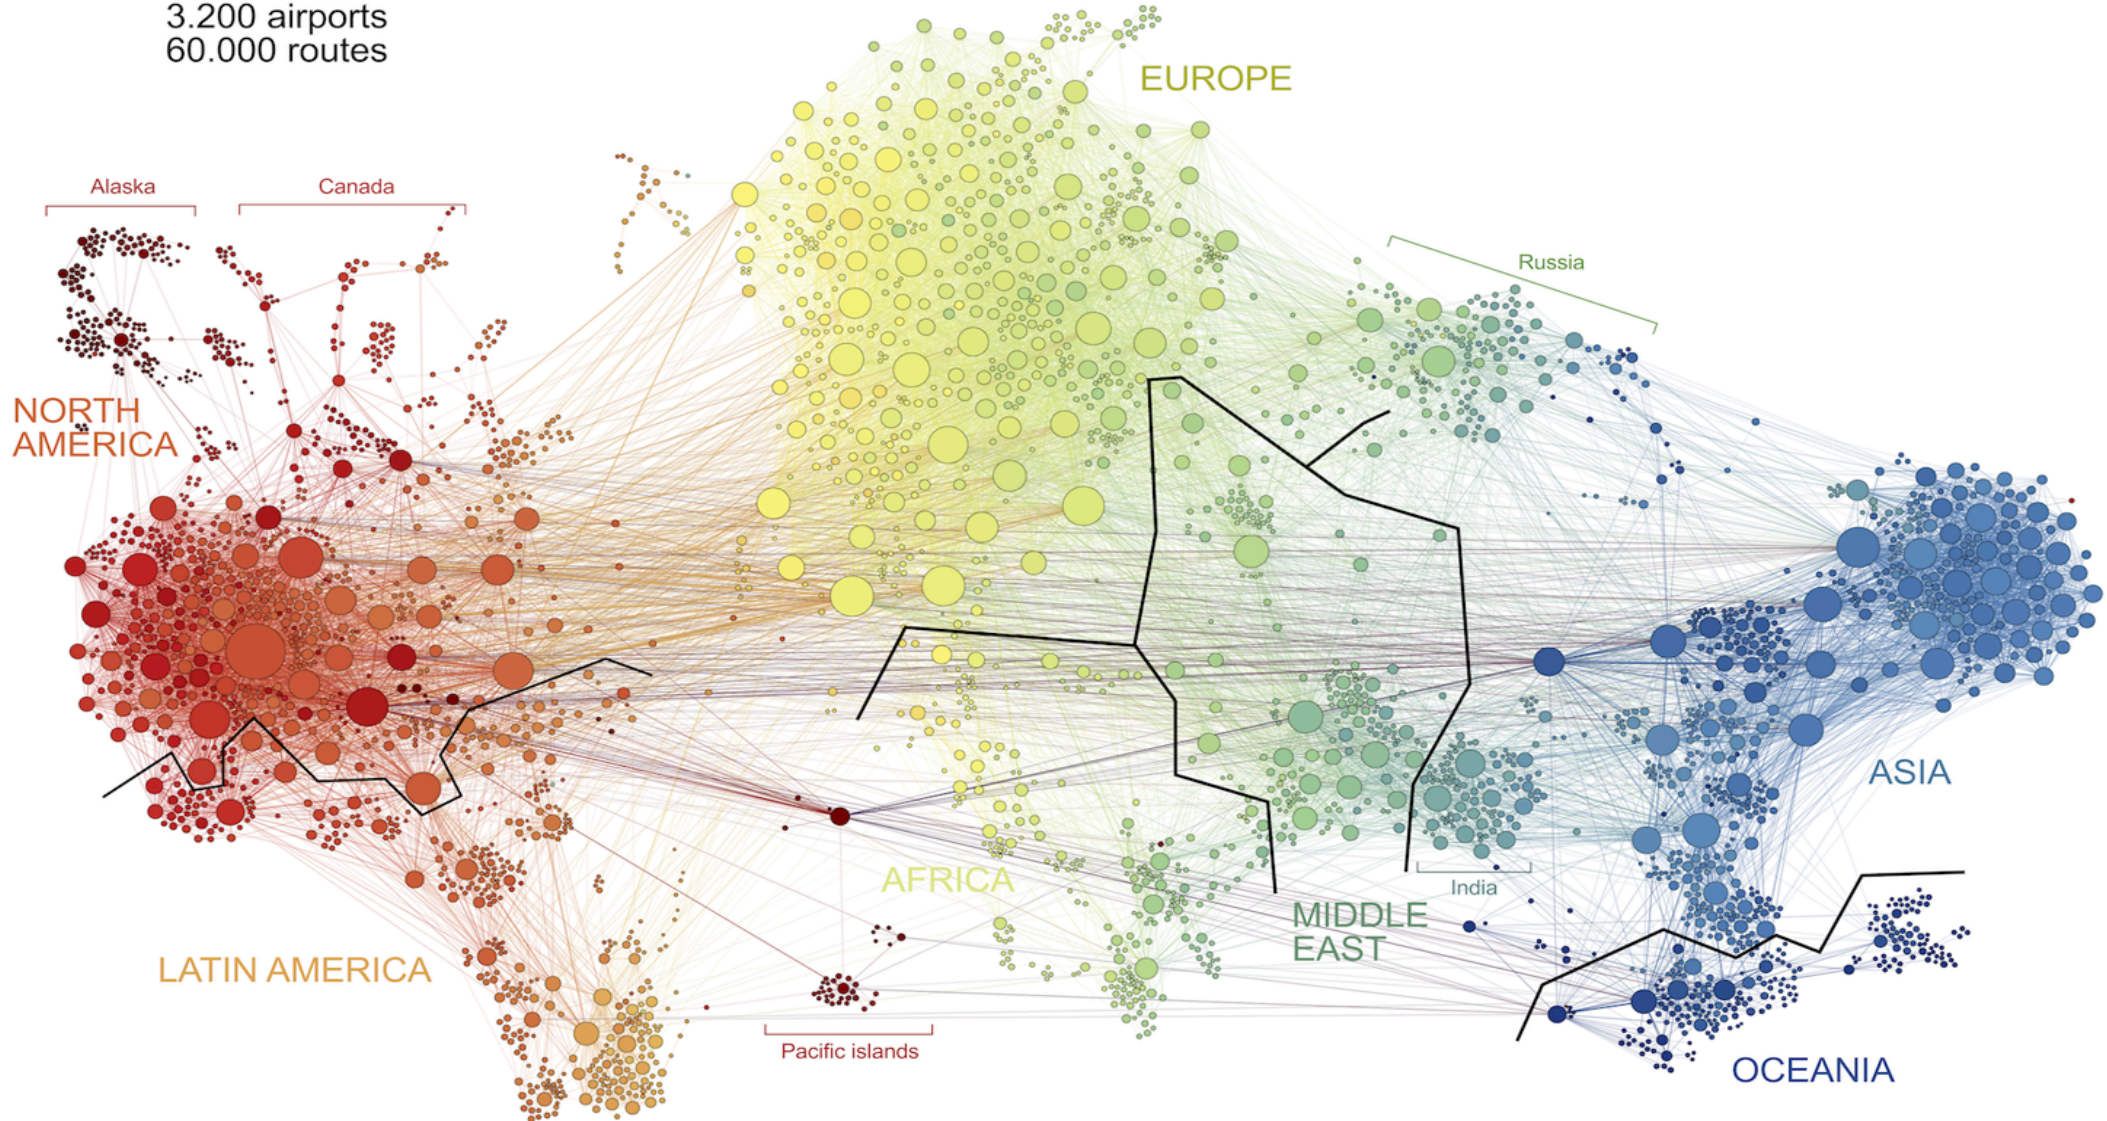 3.200 airports
60.000 routes
EUROPE
Alaska
Canada
Russia
NORTH
AMERICA
ASIA
AFRICA
India
MIDDLE
EAST
LATIN AMERICA
Pacific islands
OCEANIA